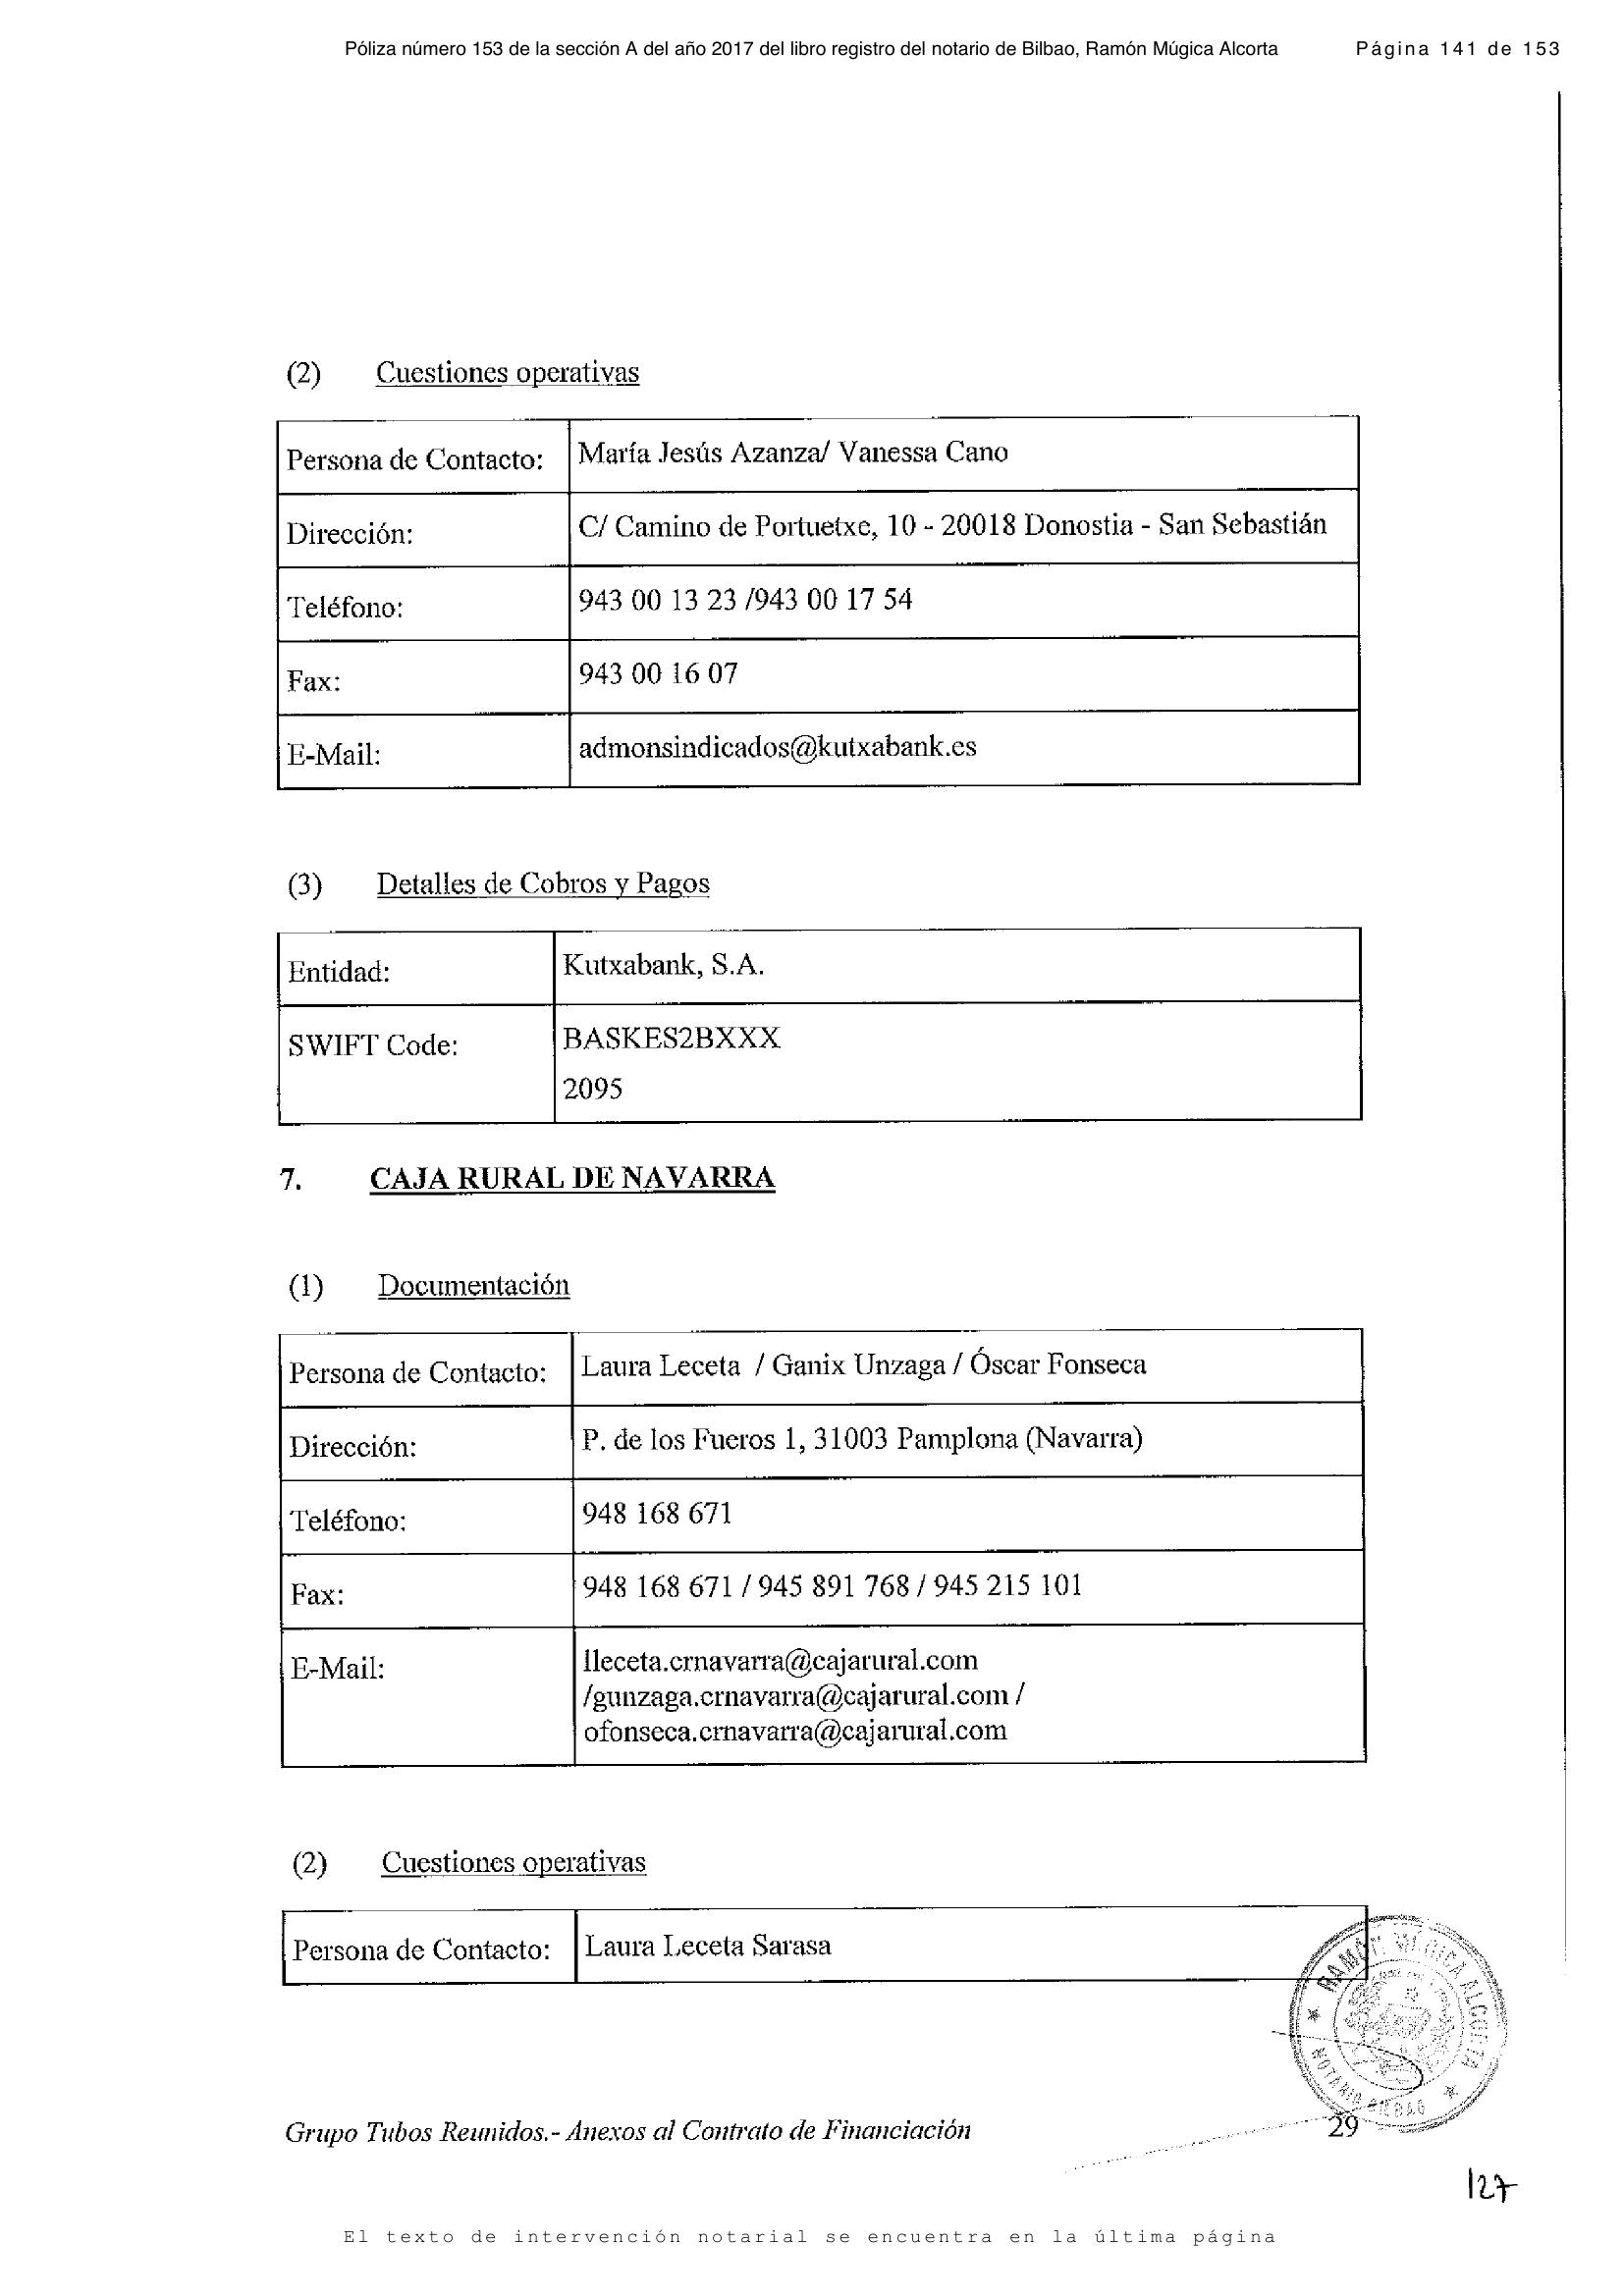 Póliza número 153 de la sección A del año 2017 del libro registro del notario de Bilbao, Ramón Múgica Alcorta Página 141 de 153
(2) Cuestiones operativas
Persona de Contacto: María Jesús Azanza/ Vanessa Cano
Dirección: C/ Camino de Portuetxe, 10 - 20018 Donostia - San Sebastián
Teléfono: 943 00 13 23 /943 00 17 54
Fax: 943 00 16 07
E-Mail: admonsindicados@kutxabank.es
(3) Detalles de Cobros y Pagos
Entidad: Kutxabank, S.A.
SWIFT Code: BASKES2BXXX
2095
7. CAJA RURAL DE NAVARRA
(1) Documentación
Persona de Contacto: Laura Leceta / Ganix Unzaga / Óscar Fonseca
Dirección: P. de los Fueros 1, 31003 Pamplona (Navarra)
Teléfono: 948 168 671
Fax: 948 168 671 / 945 891 768 / 945 215 101
E-Mail: lleceta.crnavarra@cajarural.com
/gunzaga.crnavarra@cajarural.com /
ofonseca.crnavarra@cajarural.com
(2) Cuestiones operativas
Persona de Contacto: Laura Leceta Sarasa
RAMÓN MÚGICA ALCORTA
NOTARIO BILBAO
Grupo Tubos Reunidos.- Anexos al Contrato de Financiación 29
127
El texto de intervención notarial se encuentra en la última página